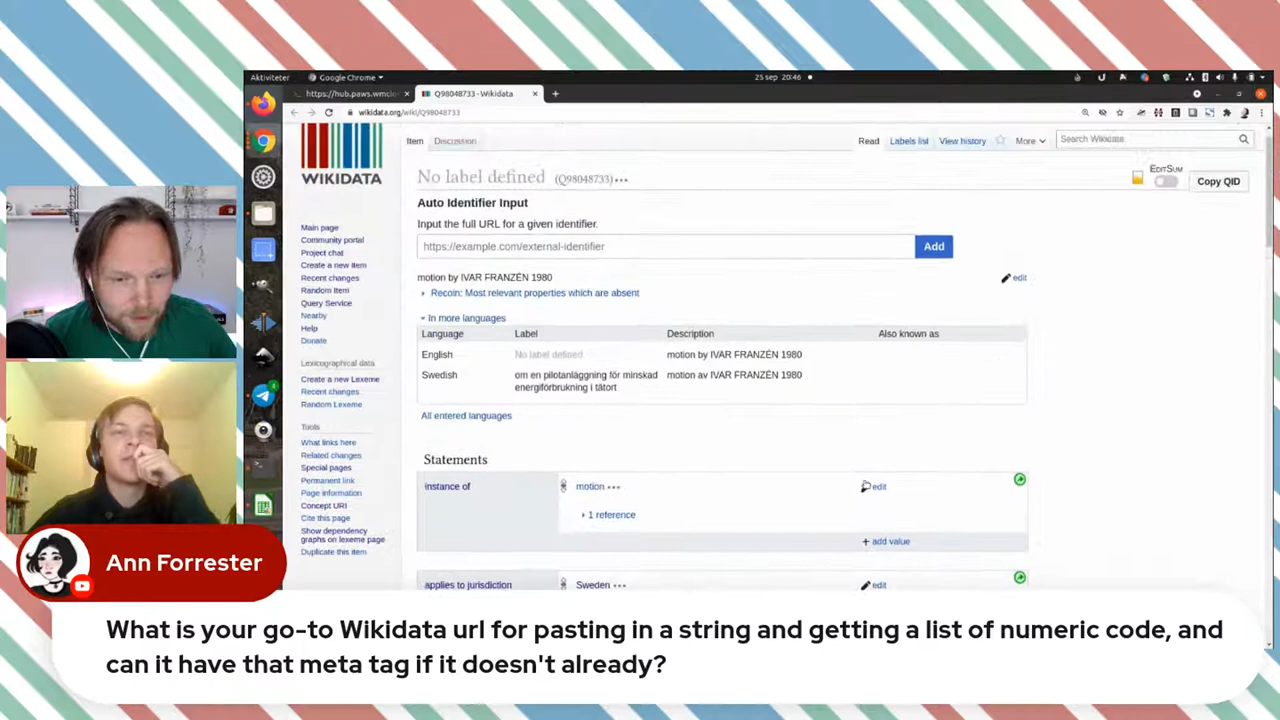 Aktiviteter
Google Chrome
25 sep 20:46
https://hub.paws.wmclo
Q98048733 - Wikidata
wikidata.org/wiki/Q98048733
WIKIDATA
Main page
Community portal
Project chat
Create a new Item
Recent changes
Random Item
Query Service
Nearby
Help
Donate
Lexicographical data
Create a new Lexeme
Recent changes
Random Lexeme
Tools
What links here
Related changes
Special pages
Permanent link
Page information
Concept URI
Cite this page
Show dependency
graphs on lexeme page
Duplicate this item
Item Discussion
Read Labels list View history More
Search Wikidata
No label defined (Q98048733)
EditSum
Copy QID
Auto Identifier Input
Input the full URL for a given identifier.
https://example.com/external-identifier
Add
motion by IVAR FRANZÉN 1980
edit
Recoin: Most relevant properties which are absent
In more languages
Language Label Description Also known as
English No label defined motion by IVAR FRANZÉN 1980
Swedish om en pilotanläggning för minskad motion av IVAR FRANZÉN 1980
energiförbrukning i tätort
All entered languages
Statements
instance of motion edit
1 reference
+ add value
applies to jurisdiction Sweden edit
Ann Forrester
What is your go-to Wikidata url for pasting in a string and getting a list of numeric code, and
can it have that meta tag if it doesn't already?